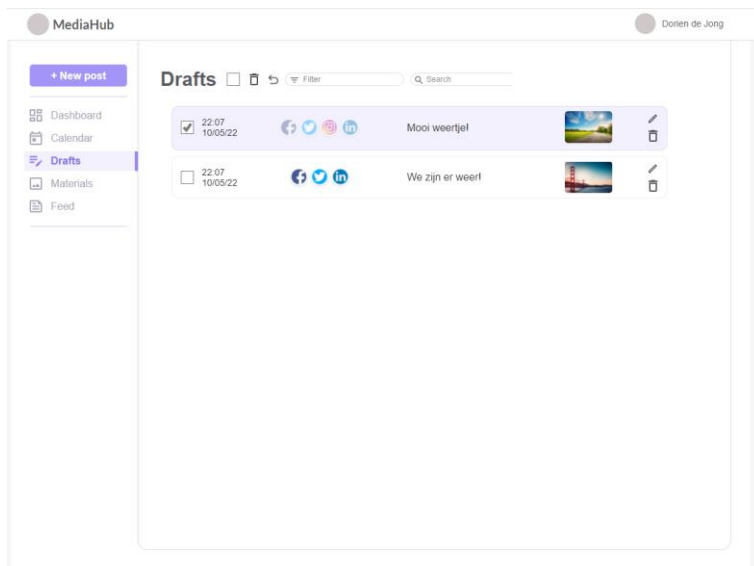 MediaHub
Dorien de Jong
+ New post
Dashboard
Calendar
Drafts
Materials
Feed
Drafts
Filter
Search
22:07
10/05/22
Mooi weertje!
22:07
10/05/22
We zijn er weer!